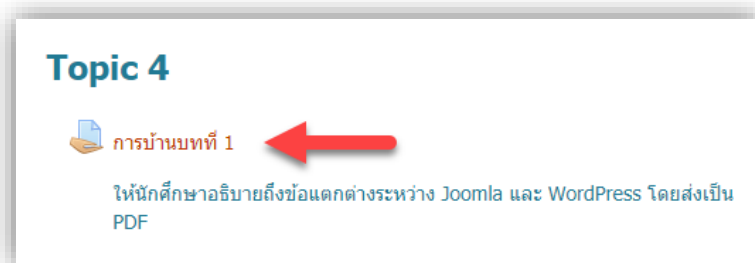 Topic 4
การบ้านบทที่ 1
ให้นักศึกษาอธิบายถึงข้อแตกต่างระหว่าง Joomla และ WordPress โดยส่งเป็น
PDF